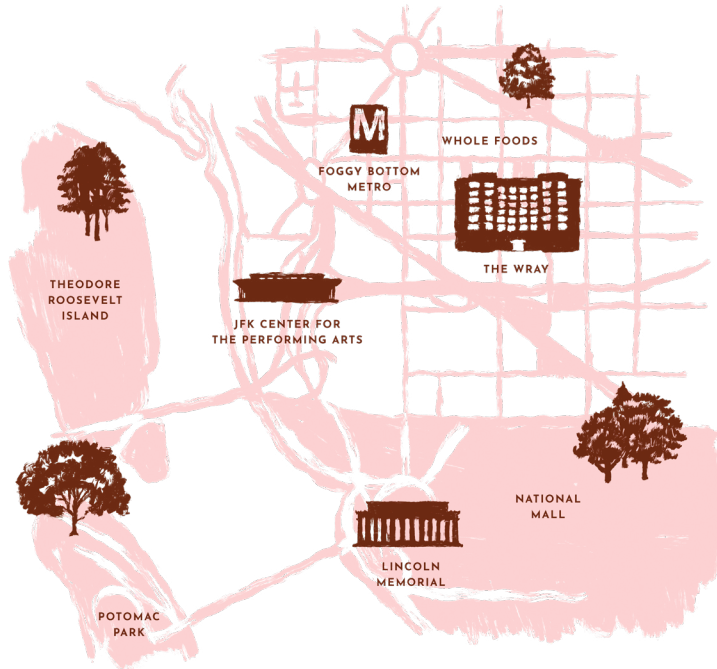 M
WHOLE FOODS
FOGGY BOTTOM
METRO
THE WRAY
THEODORE
ROOSEVELT
ISLAND
JFK CENTER FOR
THE PERFORMING ARTS
NATIONAL
MALL
LINCOLN
MEMORIAL
POTOMAC
PARK